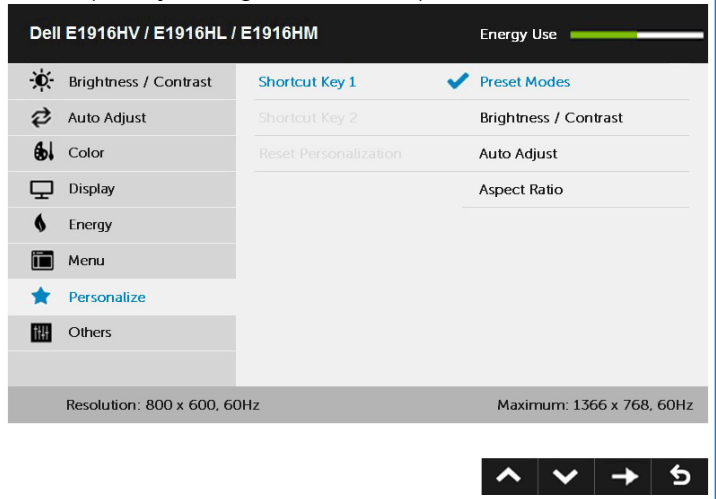 Dell E1916HV / E1916HL / E1916HM
Energy Use
Brightness / Contrast
Shortcut Key 1
Preset Modes
Auto Adjust
Shortcut Key 2
Brightness / Contrast
Color
Reset Personalization
Auto Adjust
Display
Aspect Ratio
Energy
Menu
Personalize
Others
Resolution: 800 x 600, 60Hz
Maximum: 1366 x 768, 60Hz